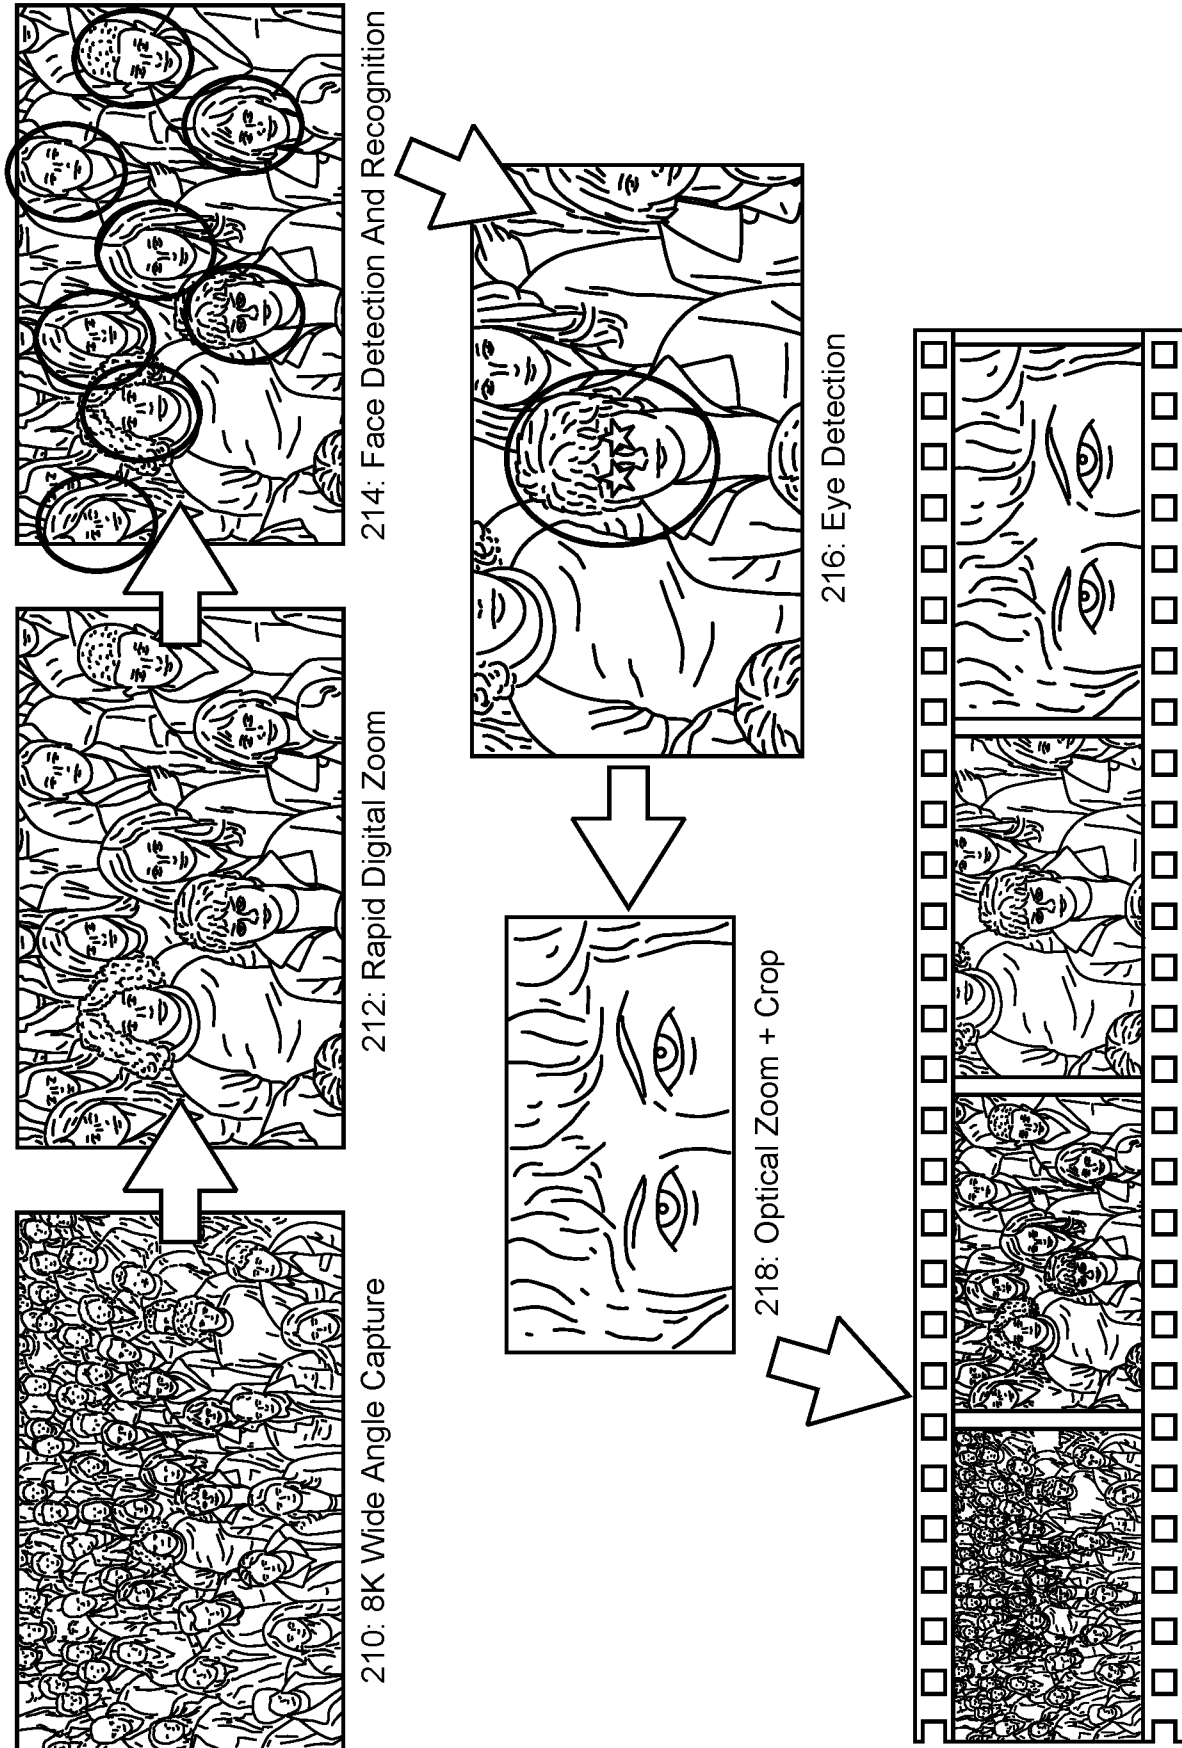 210: 8K Wide Angle Capture
212: Rapid Digital Zoom
214: Face Detection And Recognition
216: Eye Detection
218: Optical Zoom + Crop